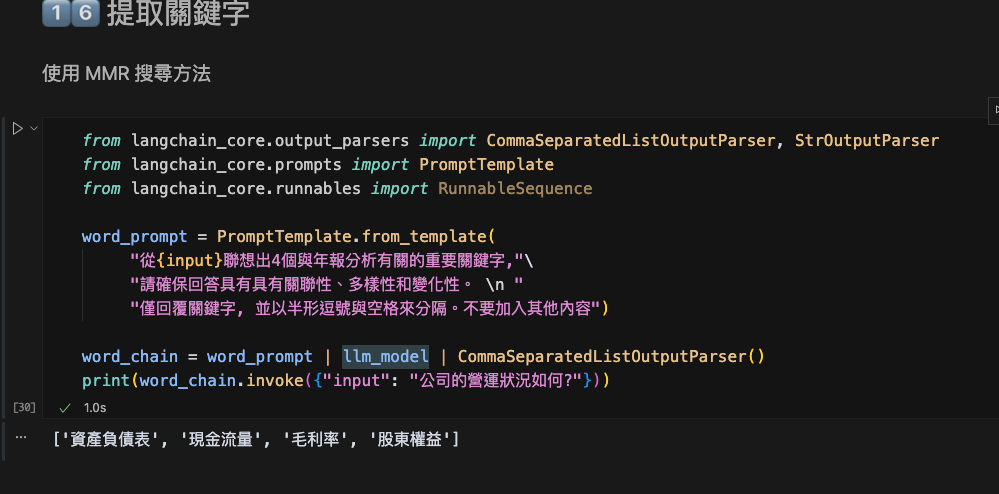 1️⃣6️⃣ 提取關鍵字
使用 MMR 搜尋方法
from langchain_core.output_parsers import CommaSeparatedListOutputParser, StrOutputParser
from langchain_core.prompts import PromptTemplate
from langchain_core.runnables import RunnableSequence
word_prompt = PromptTemplate.from_template(
"從{input}聯想出4個與年報分析有關的重要關鍵字,"\
"請確保回答具有具有關聯性、多樣性和變化性。 \n "
"僅回覆關鍵字, 並以半形逗號與空格來分隔。不要加入其他內容")
word_chain = word_prompt | llm_model | CommaSeparatedListOutputParser()
print(word_chain.invoke({"input": "公司的營運狀況如何?"}))
[30] ✓ 1.0s
... ['資產負債表', '現金流量', '毛利率', '股東權益']